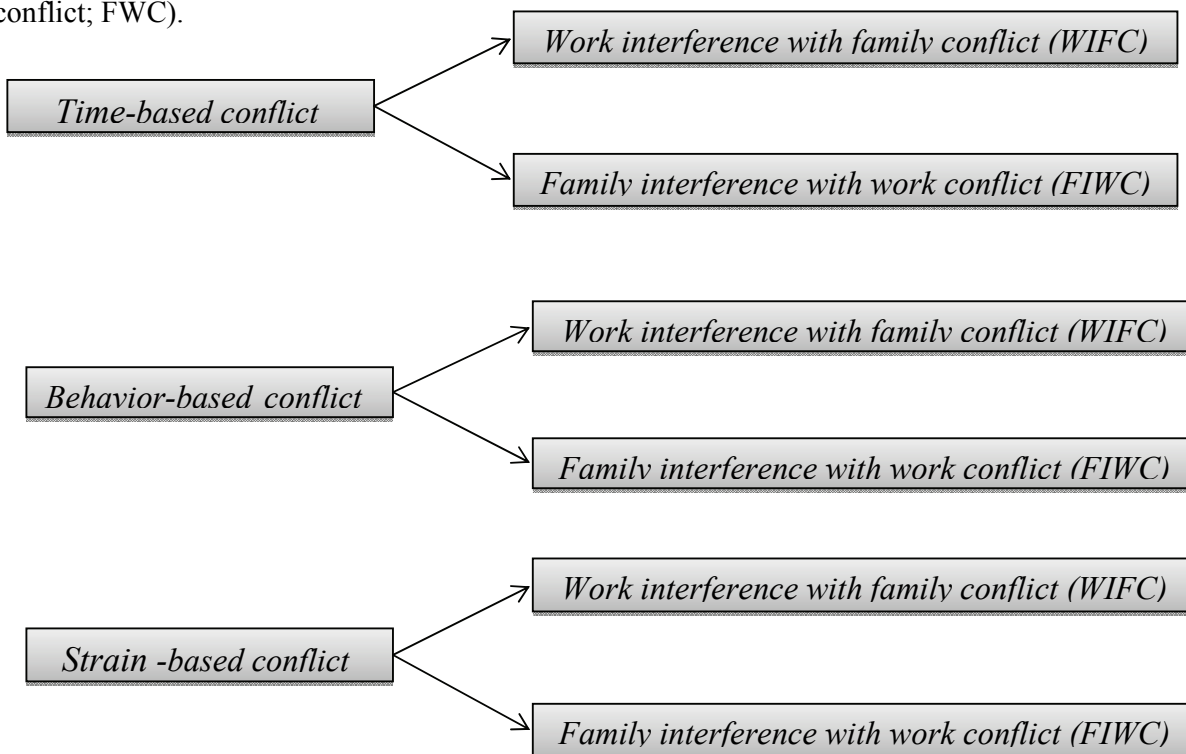 conflict; FWC).
Work interference with family conflict (WIFC)
Time-based conflict
Family interference with work conflict (FIWC)
Work interference with family conflict (WIFC)
Behavior-based conflict
Family interference with work conflict (FIWC)
Work interference with family conflict (WIFC)
Strain -based conflict
Family interference with work conflict (FIWC)